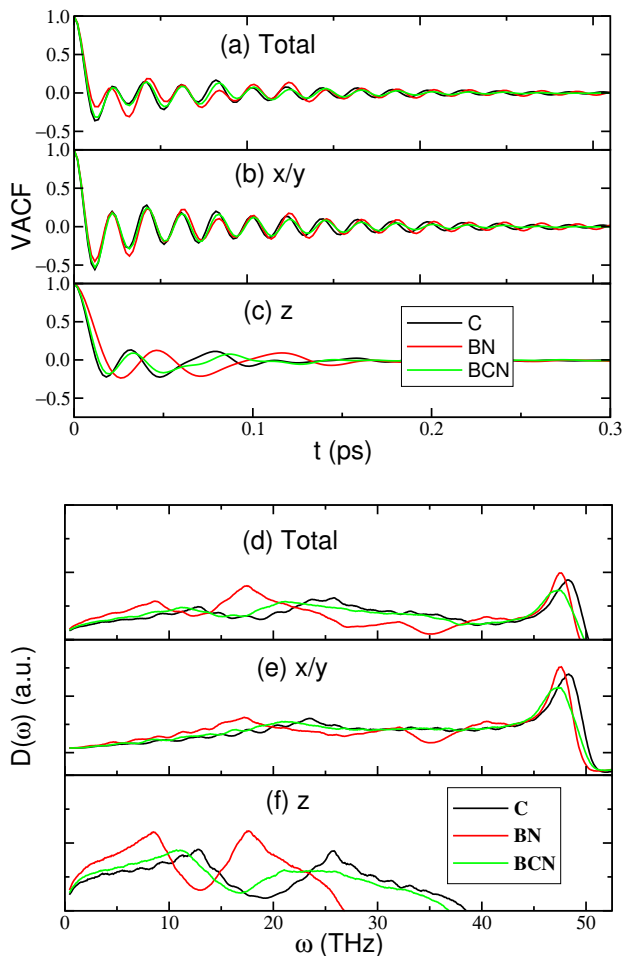 VACF
1.0
0.5
0.0
−0.5
(a) Total
1.0
0.5
0.0
−0.5
(b) x/y
1.0
0.5
0.0
−0.5
(c) z
C
BN
BCN
0
0.1
0.2
0.3
t (ps)
D(ω) (a.u.)
(d) Total
(e) x/y
(f) z
C
BN
BCN
0
10
20
30
40
50
ω (THz)